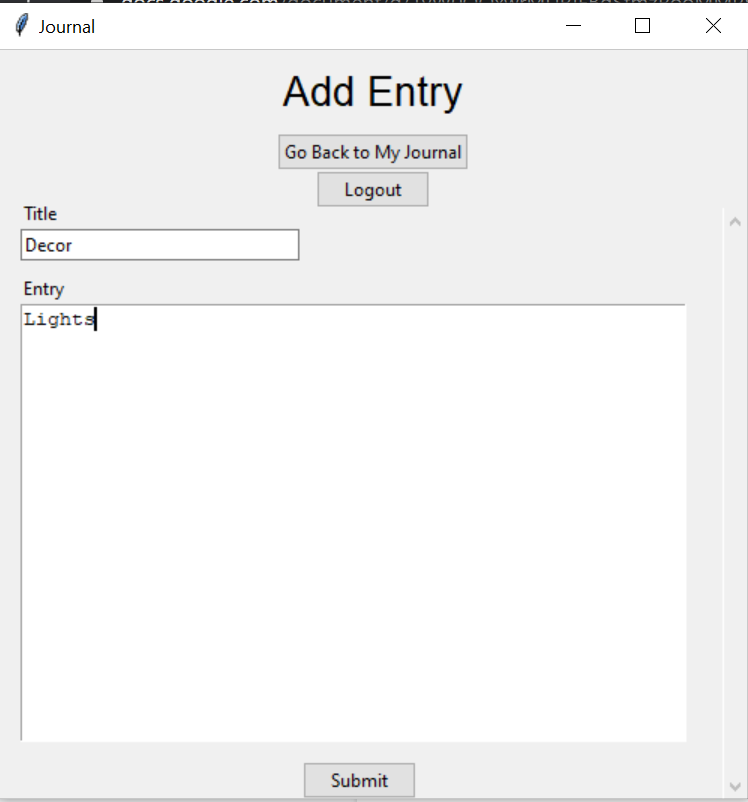 Journal
Add Entry
Go Back to My Journal
Logout
Title
Decor
Entry
Lights
Submit